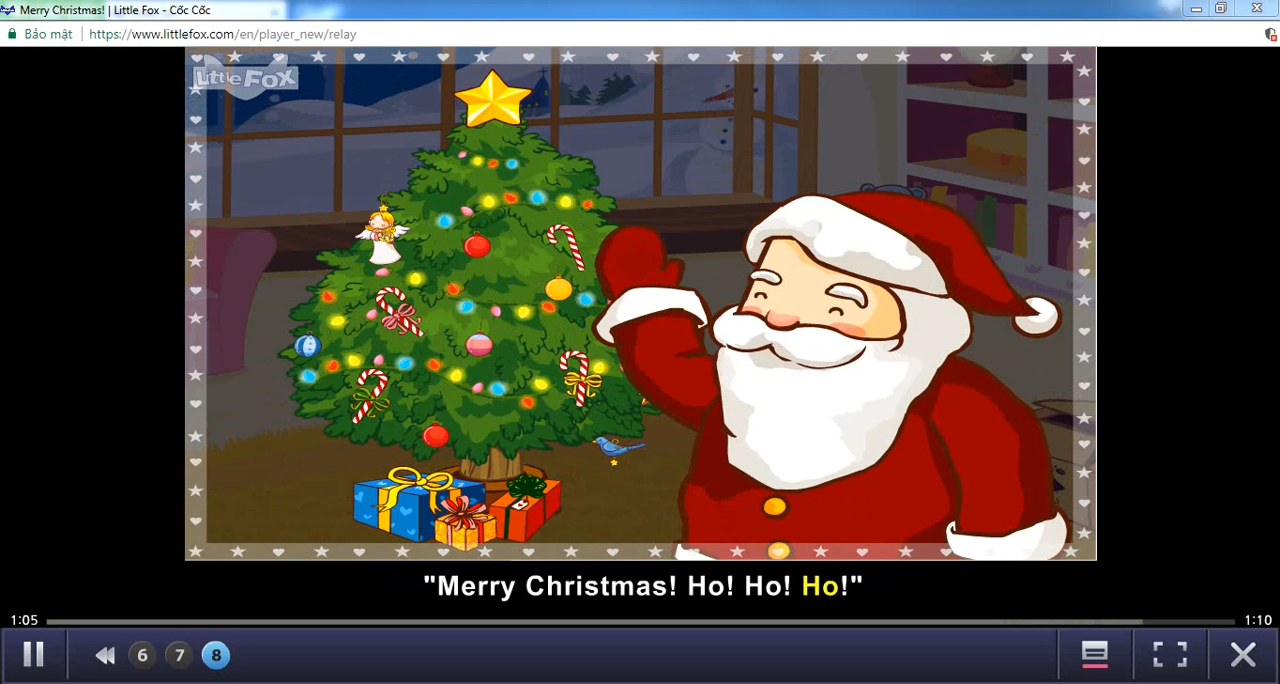 Merry Christmas! | Little Fox - Cốc Cốc
Bảo mật | https://www.littlefox.com/en/player_new/relay
Little Fox
"Merry Christmas! Ho! Ho! Ho!"
1:05 1:10
6 7 8